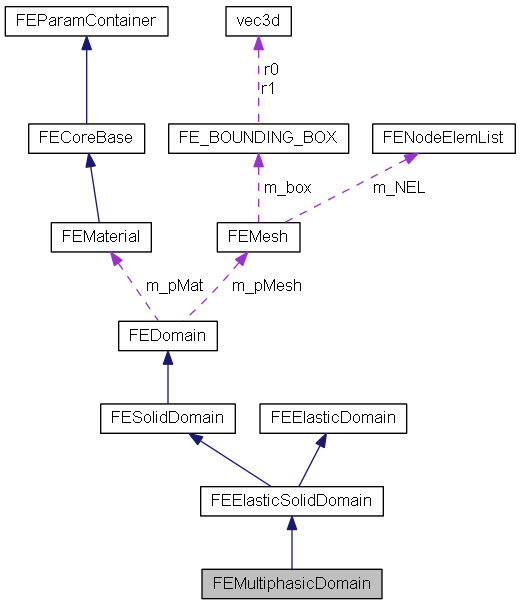 FEParamContainer
vec3d
r0
r1
FECoreBase
FE_BOUNDING_BOX
FENodeElemList
m_box
m_NEL
FEMaterial
FEMesh
m_pMat
m_pMesh
FEDomain
FESolidDomain
FEElasticDomain
FEElasticSolidDomain
FEMultiphasicDomain